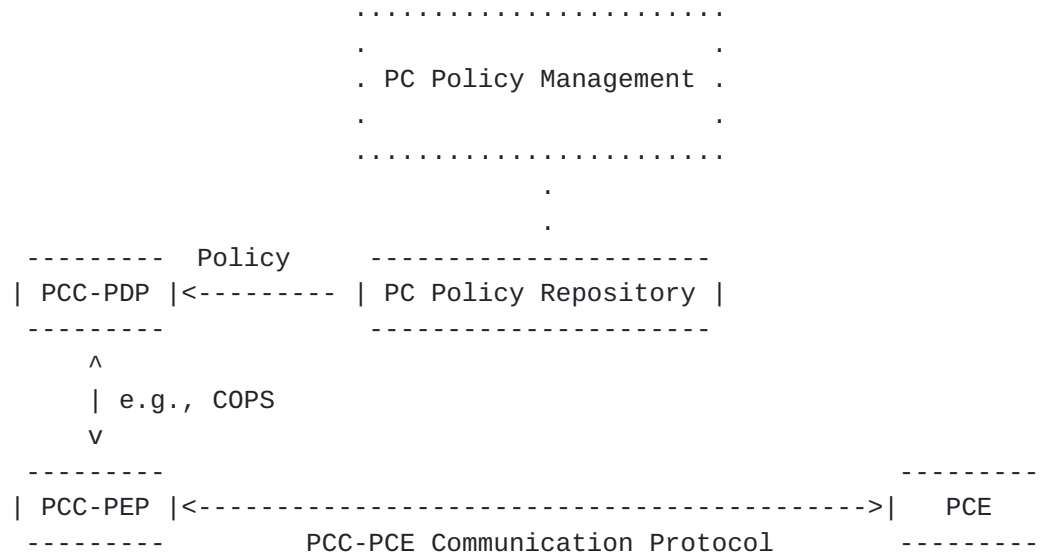 ........................
. .
. PC Policy Management .
. .
........................
.
.
--------- Policy ----------------------
| PCC-PDP |<--------- | PC Policy Repository |
--------- ----------------------
^
| e.g., COPS
v
--------- ---------
| PCC-PEP |<------------------------------------------->| PCE
--------- PCC-PCE Communication Protocol ---------